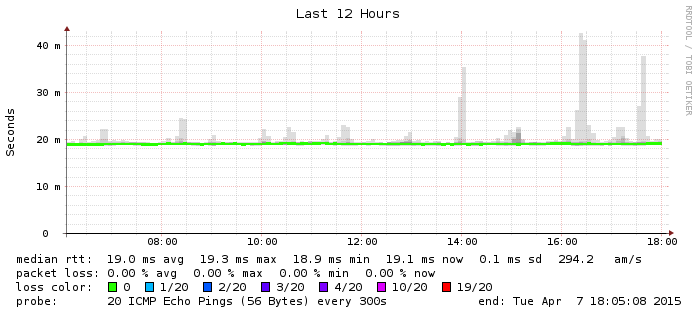 Last 12 Hours
RRDTOOL / TOBI OETIKER
Seconds
40 m
30 m
20 m
10 m
0
08:00 10:00 12:00 14:00 16:00 18:00
median rtt: 19.0 ms avg 19.3 ms max 18.9 ms min 19.1 ms now 0.1 ms sd 294.2 am/s
packet loss: 0.00 % avg 0.00 % max 0.00 % min 0.00 % now
loss color: 0 1/20 2/20 3/20 4/20 10/20 19/20
probe: 20 ICMP Echo Pings (56 Bytes) every 300s end: Tue Apr 7 18:05:08 2015